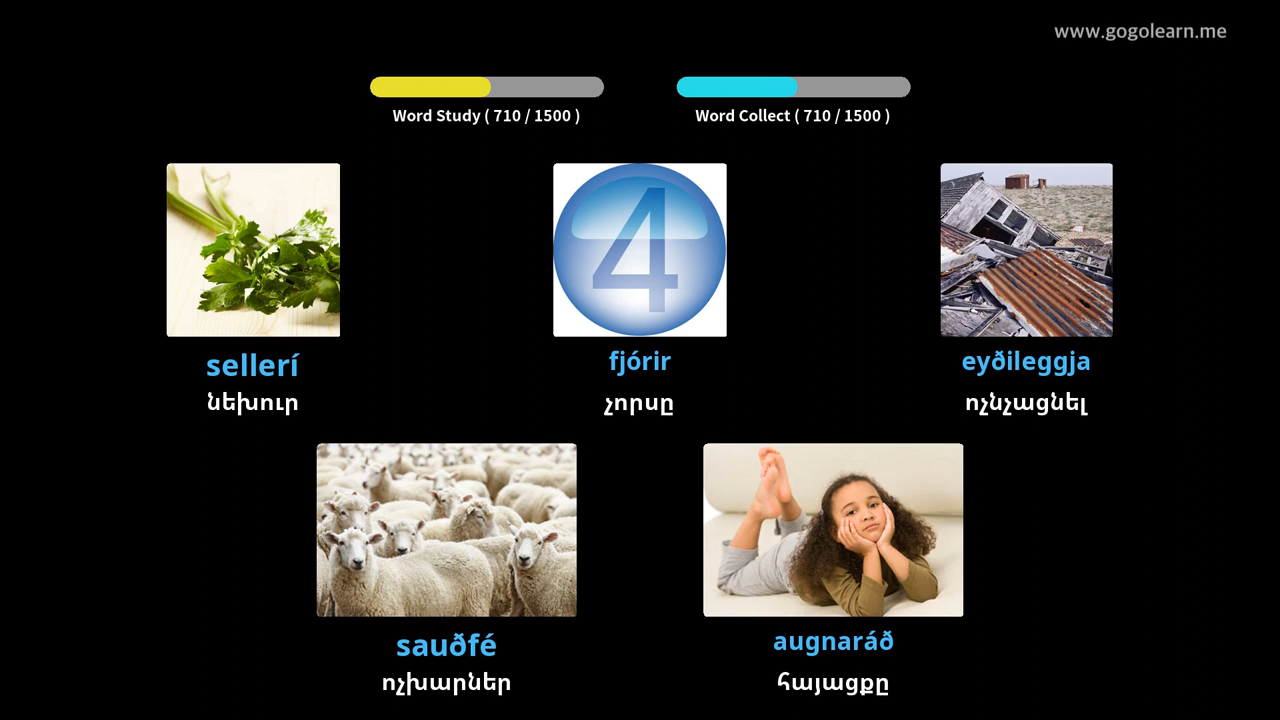 www.gogolearn.me
Word Study ( 710 / 1500 )
Word Collect ( 710 / 1500 )
4
sellerí
նեխուր
fjórir
չորսը
eyðileggja
ոչնչացնել
sauðfé
ոչխարներ
augnaráð
հայացքը